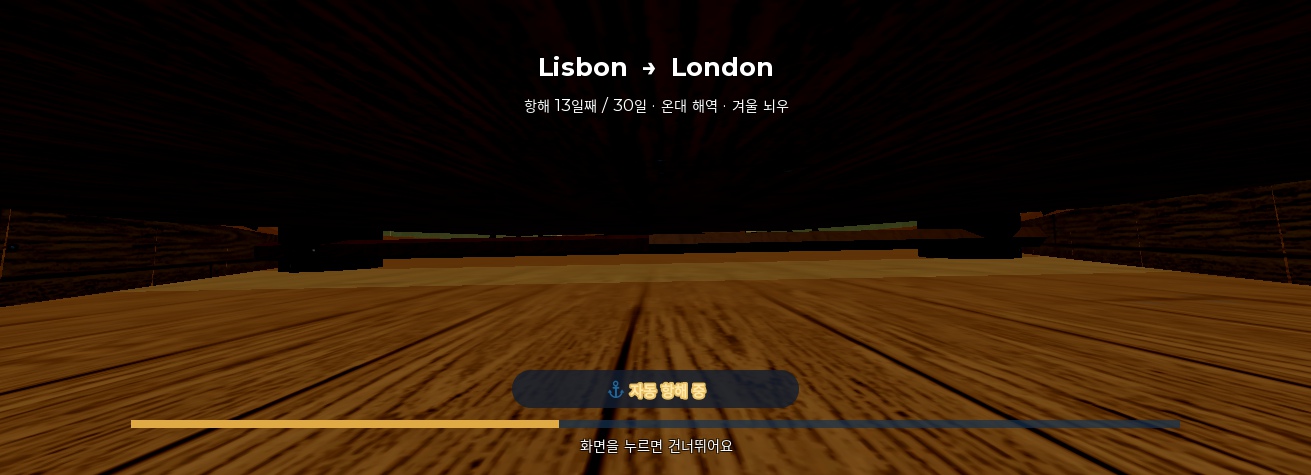 Lisbon → London
항해 13일째 / 30일 · 온대 해역 · 겨울 뇌우
⚓ 자동 항해 중
화면을 누르면 건너뛰어요